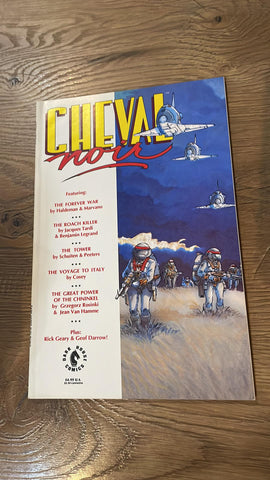 CHEVAL
noir
Featuring:
THE FOREVER WAR
by Haldeman & Marvano
THE ROACH KILLER
by Jacques Tardi
& Benjamin Legrand
THE TOWER
by Schuiten & Peeters
THE VOYAGE TO ITALY
by Cosey
THE GREAT POWER
OF THE CHNINKEL
by Grzegorz Rosinki
& Jean Van Hamme
Plus:
Rick Geary & Geof Darrow!
DARK HORSE
COMICS